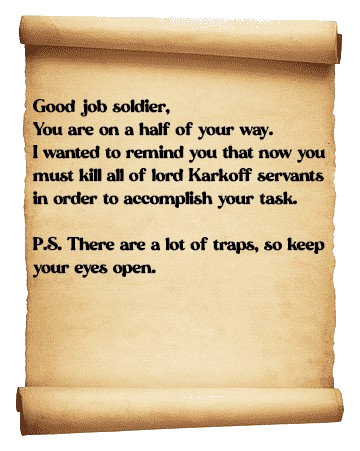 Good job soldier,
You are on a half of your way.
I wanted to remind you that now you
must kill all of lord Karkoff servants
in order to accomplish your task.
P.S. There are a lot of traps, so keep
your eyes open.